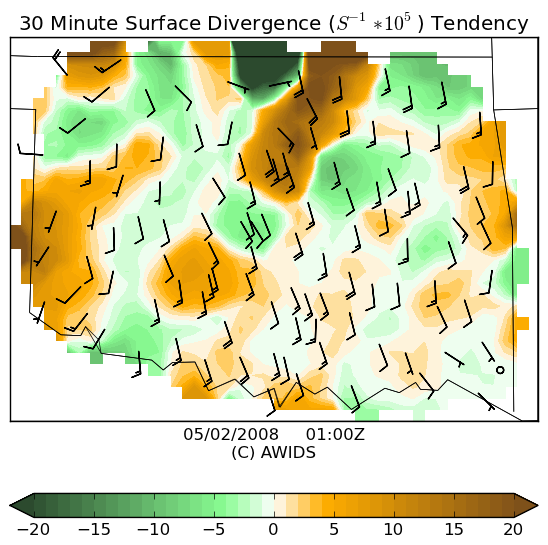 30 Minute Surface Divergence (S⁻¹ *10⁵ ) Tendency
05/02/2008 01:00Z
(C) AWIDS
−20 −15 −10 −5 0 5 10 15 20